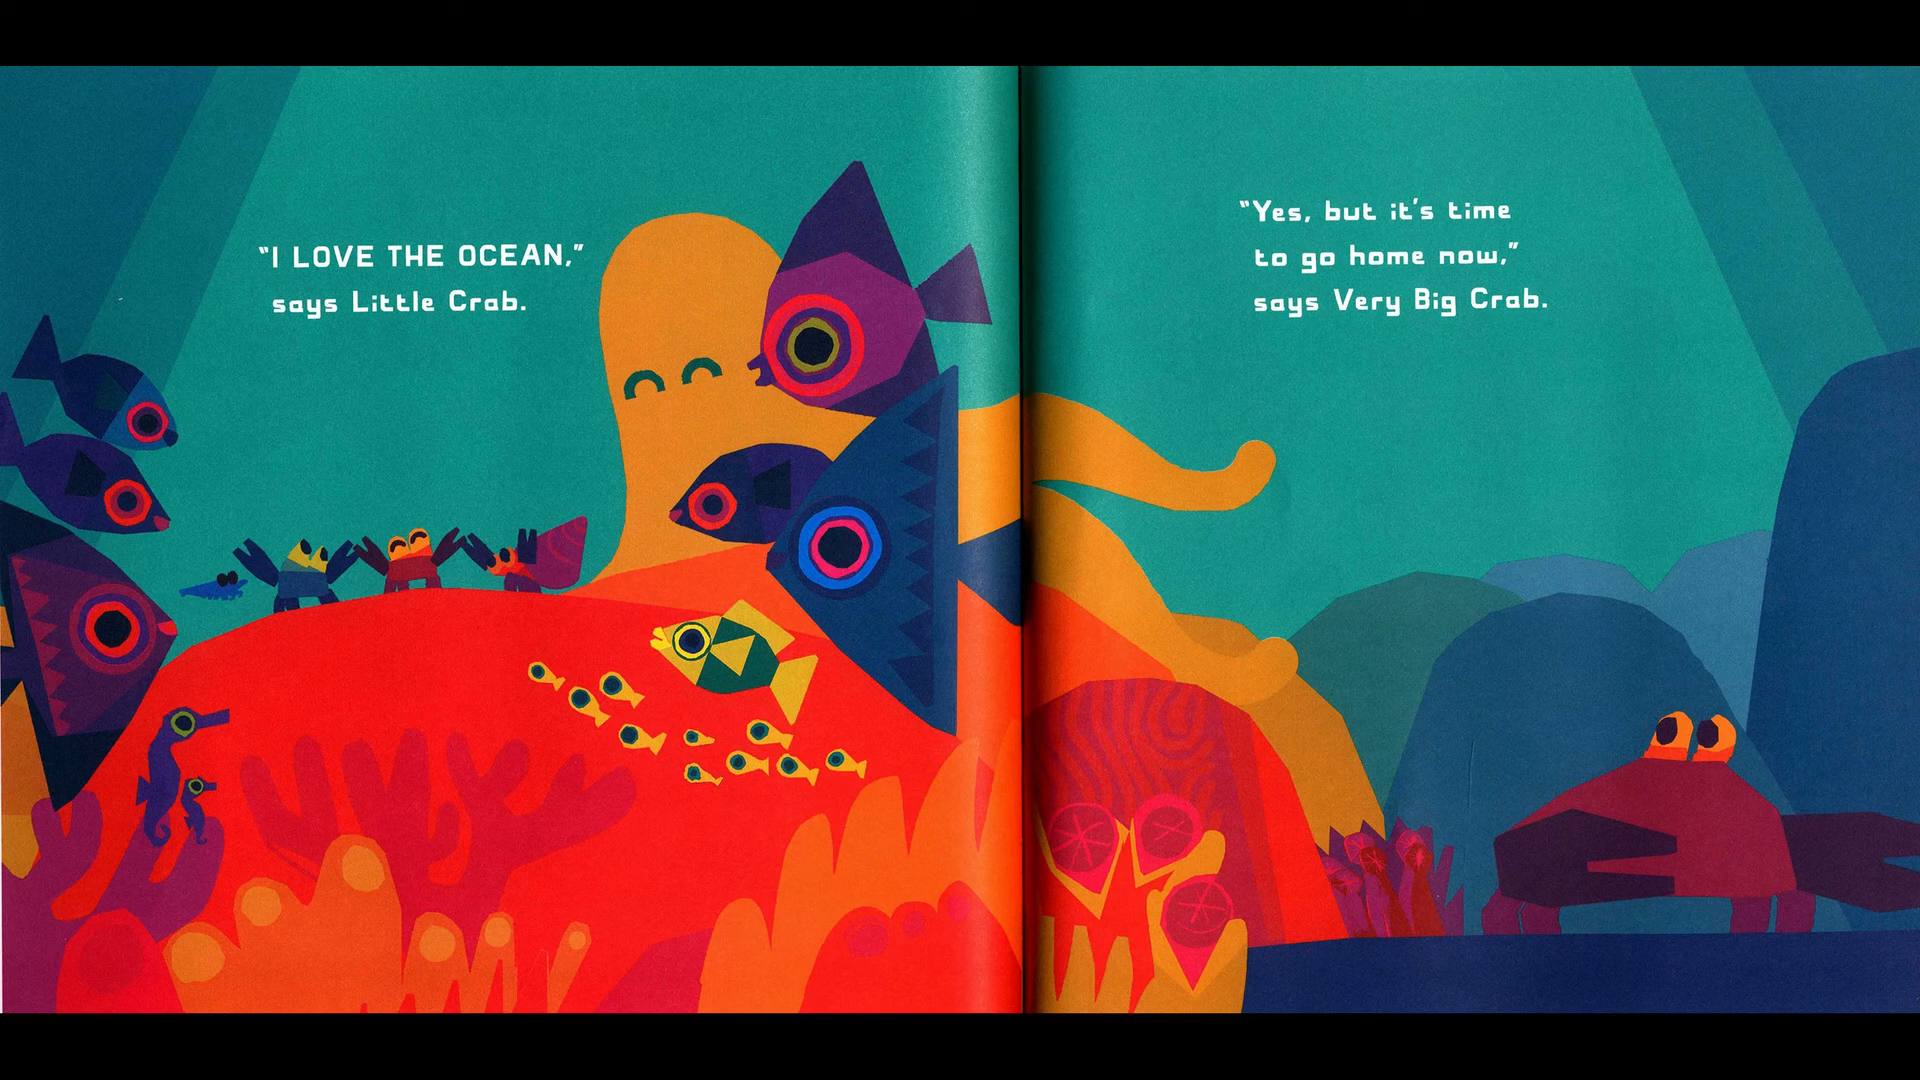 “I LOVE THE OCEAN,”
says Little Crab.
“Yes, but it’s time
to go home now,”
says Very Big Crab.